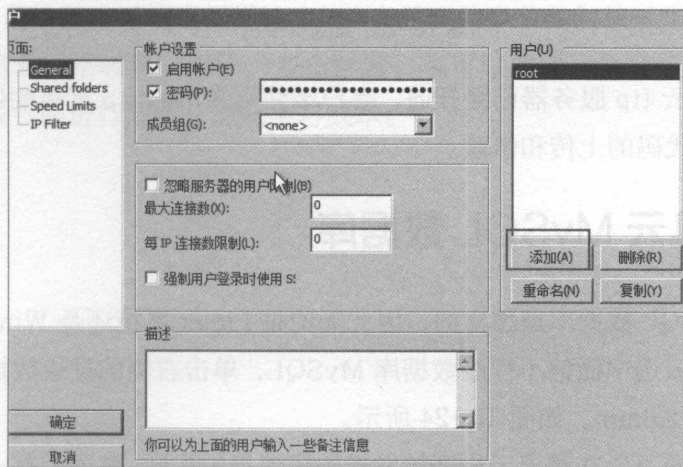 户
页面:
General
Shared folders
Speed Limits
IP Filter
帐户设置
启用帐户(E)
密码(P):
成员组(G):
<none>
忽略服务器的用户限制(B)
最大连接数(X):
0
每 IP 连接数限制(L):
0
强制用户登录时使用 S
描述
你可以为上面的用户输入一些备注信息
用户(U)
root
添加(A)
删除(R)
重命名(N)
复制(Y)
确定
取消